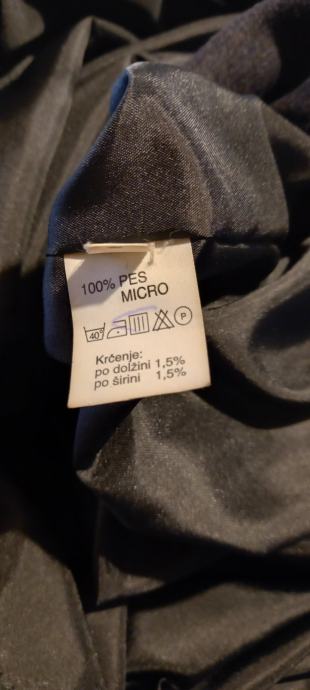 100% PES
MICRO
40°
P
Krčenje:
po dolžini 1,5%
po širini 1,5%